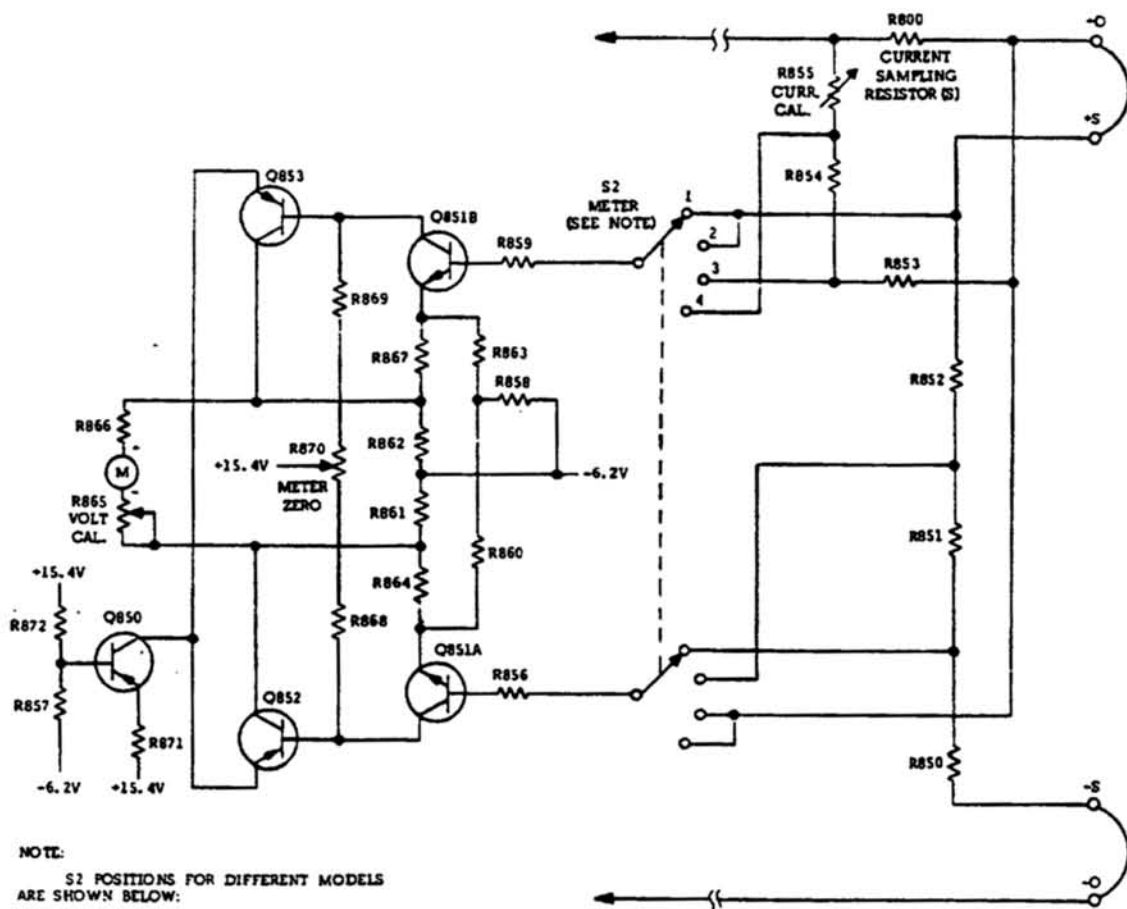 R800
-O
CURRENT
SAMPLING
RESISTOR(S)
R855
CURR.
CAL.
+S
R854
Q853
Q851B
S2
METER
(SEE NOTE)
1
2
3
4
R859
R853
R869
R867
R863
R858
R852
R866
R862
R870
+15.4V
METER
ZERO
-6.2V
M
-
-
R865
VOLT
CAL.
R861
R860
R851
R864
+15.4V
R872
Q850
R868
Q851A
R856
R857
Q852
R871
R850
-6.2V
+15.4V
-S
-O
NOTE:
S2 POSITIONS FOR DIFFERENT MODELS
ARE SHOWN BELOW: